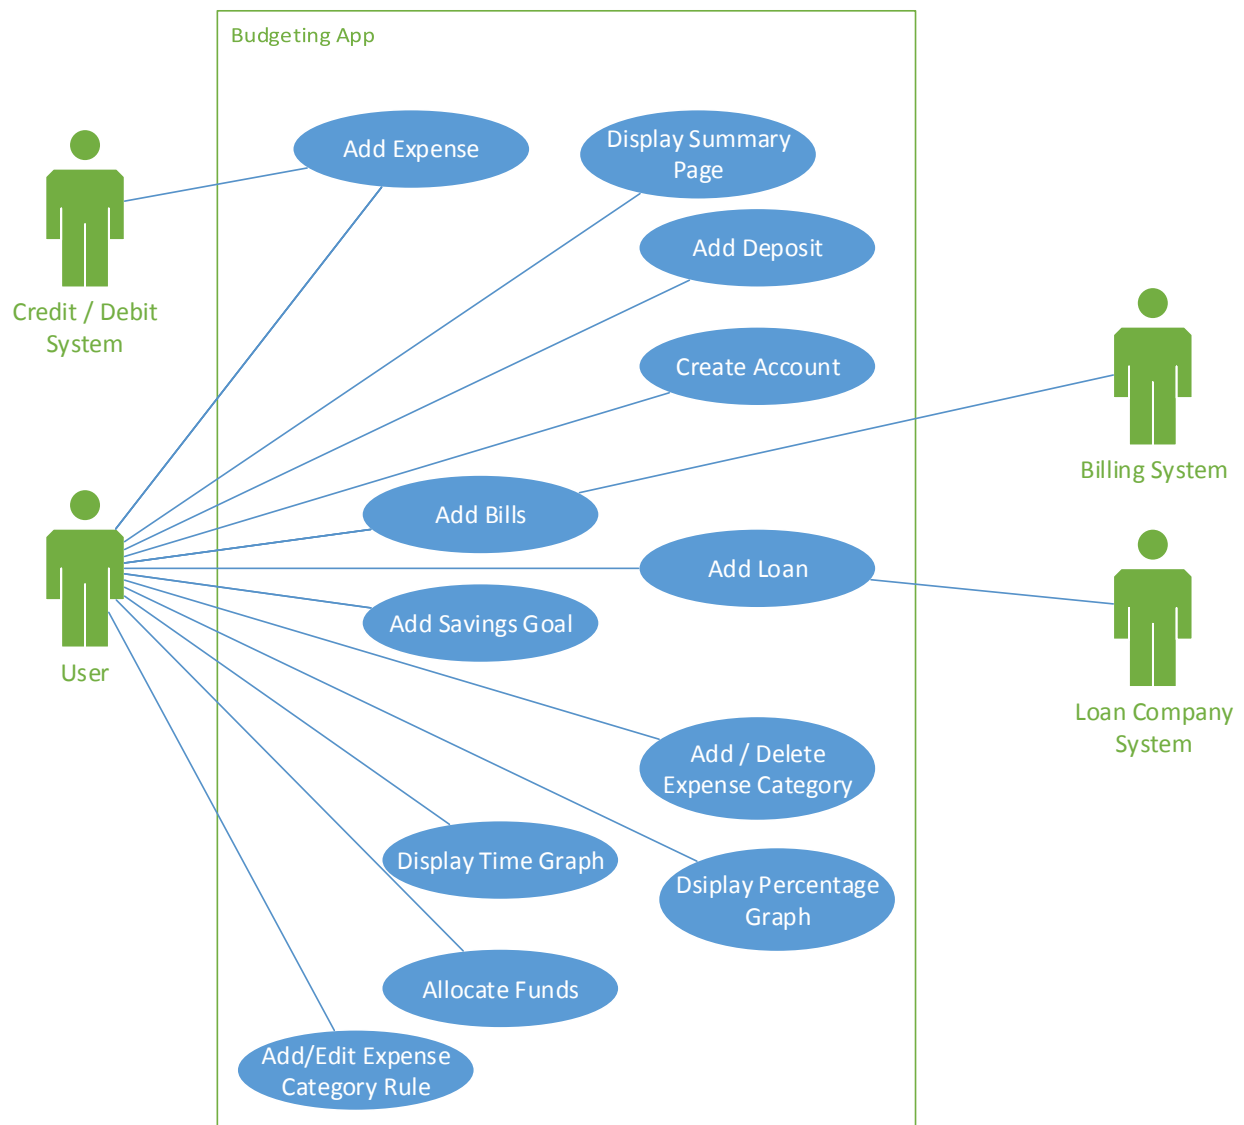 Budgeting App
Add Expense
Display Summary
Page
Add Deposit
Credit / Debit
System
Create Account
Billing System
Add Bills
Add Loan
Add Savings Goal
User
Loan Company
System
Add / Delete
Expense Category
Display Time Graph
Dsiplay Percentage
Graph
Allocate Funds
Add/Edit Expense
Category Rule